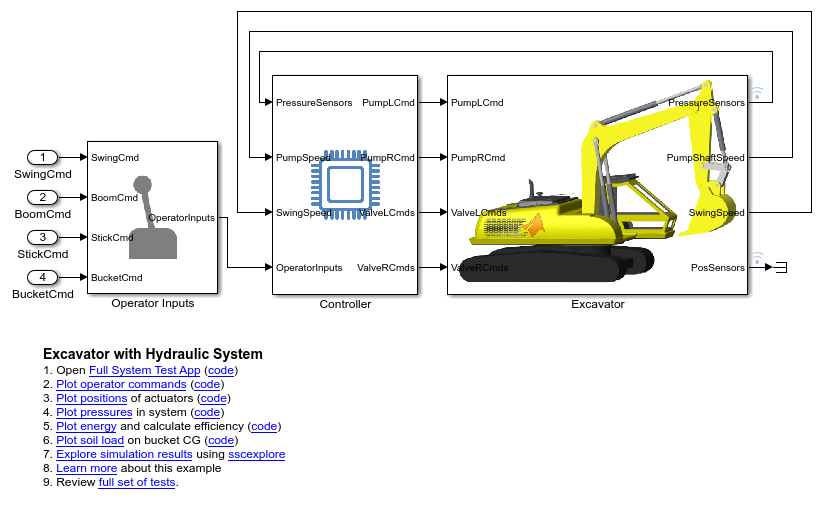 PressureSensors
PumpLCmd
PumpLCmd
PressureSensors
1
SwingCmd
SwingCmd
PumpSpeed
PumpRCmd
PumpRCmd
PumpShaftSpeed
2
BoomCmd
BoomCmd
OperatorInputs
SwingSpeed
ValveLCmds
ValveLCmds
SwingSpeed
3
StickCmd
StickCmd
4
BucketCmd
BucketCmd
OperatorInputs
ValveRCmds
ValveRCmds
PosSensors
Operator Inputs
Controller
Excavator
Excavator with Hydraulic System
1. Open Full System Test App (code)
2. Plot operator commands (code)
3. Plot positions of actuators (code)
4. Plot pressures in system (code)
5. Plot energy and calculate efficiency (code)
6. Plot soil load on bucket CG (code)
7. Explore simulation results using sscexplore
8. Learn more about this example
9. Review full set of tests.